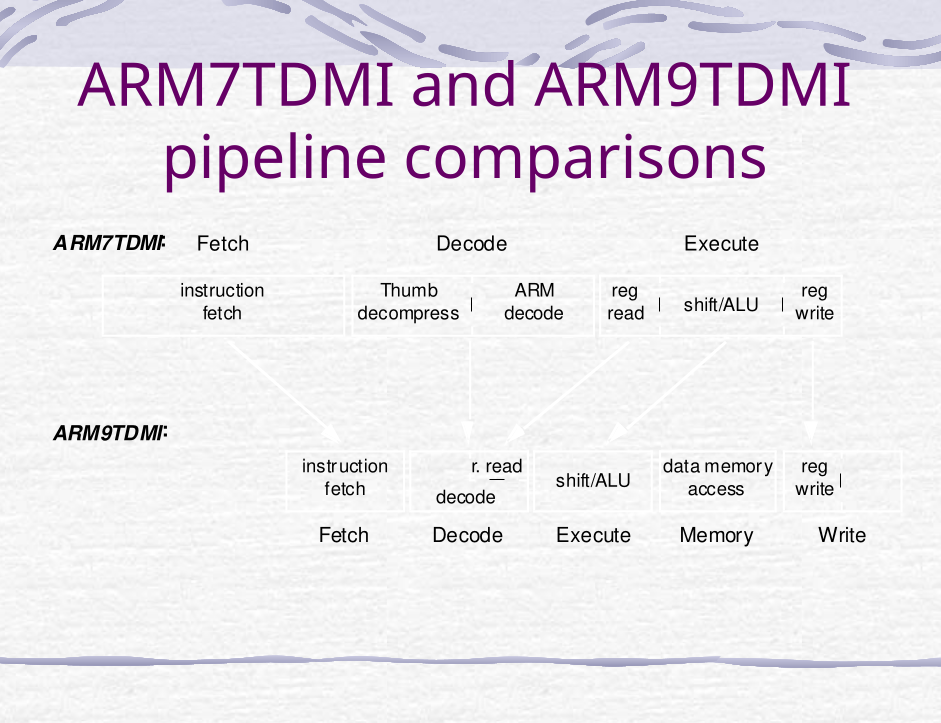 ARM7TDMI and ARM9TDMI
pipeline comparisons
ARM7TDMI: Fetch Decode Execute
instruction Thumb ARM reg shift/ALU reg
fetch decompress decode read write
ARM9TDMI:
instruction r. read shift/ALU data memory reg
fetch decode access write
Fetch Decode Execute Memory Write